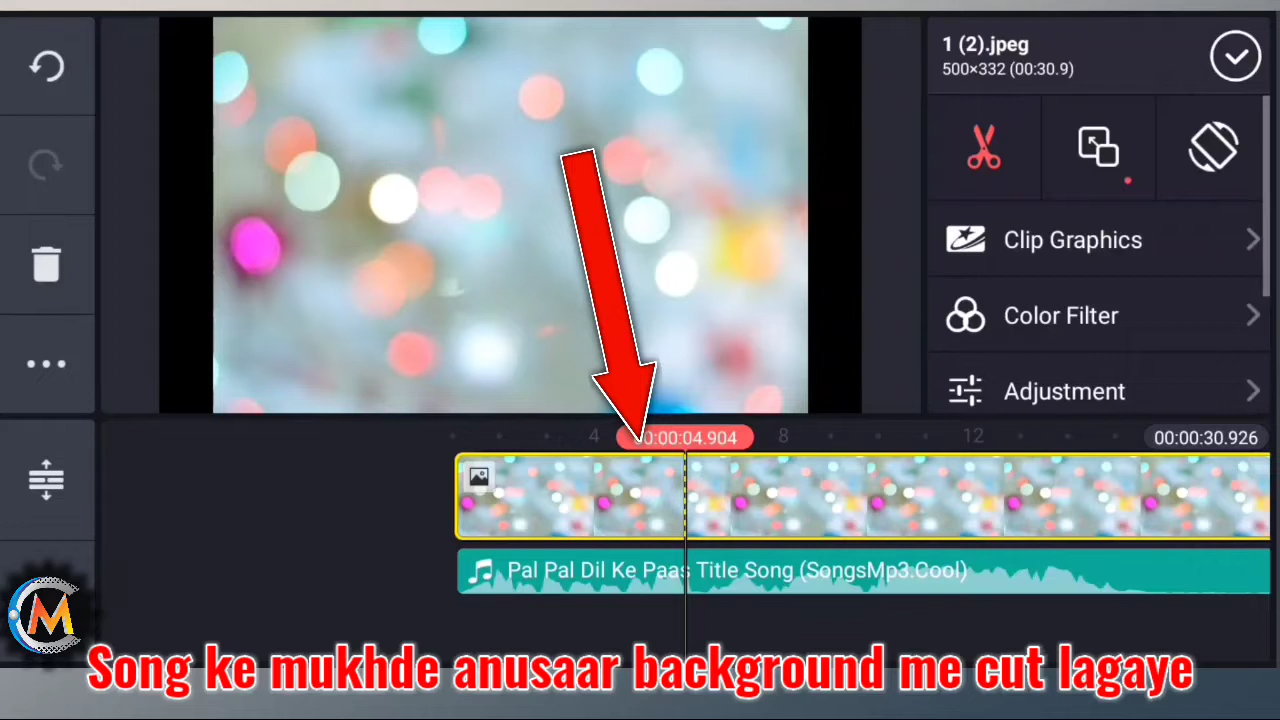 1 (2).jpeg
500×332 (00:30.9)
Clip Graphics
Color Filter
Adjustment
4 00:00:04.904 8 12 00:00:30.926
Pal Pal Dil Ke Paas Title Song (SongsMp3.Cool)
CM
Song ke mukhde anusaar background me cut lagaye